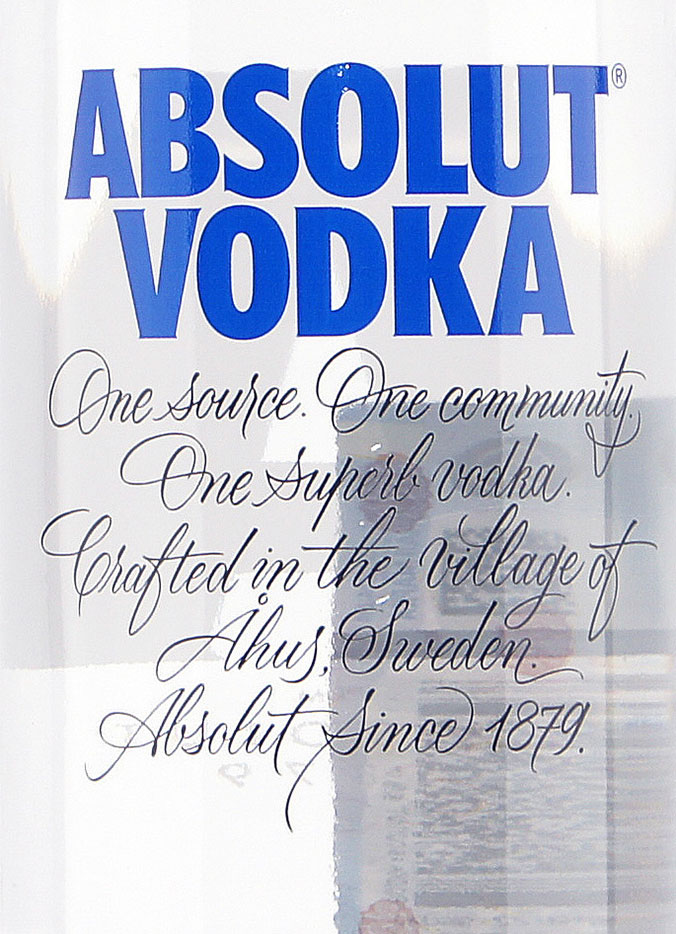 ABSOLUT®
VODKA
One source. One community.
One superb vodka.
Crafted in the village of
Åhus, Sweden.
Absolut Since 1879.